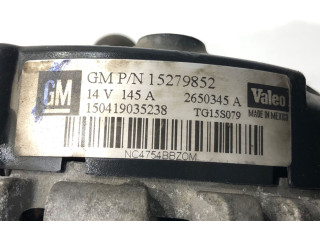 GM
GM P/N 15279852
14 V 145 A 2650345 A
150419035238 TG15S079
Valeo
MADE IN MEXICO
NC4754BBZOM